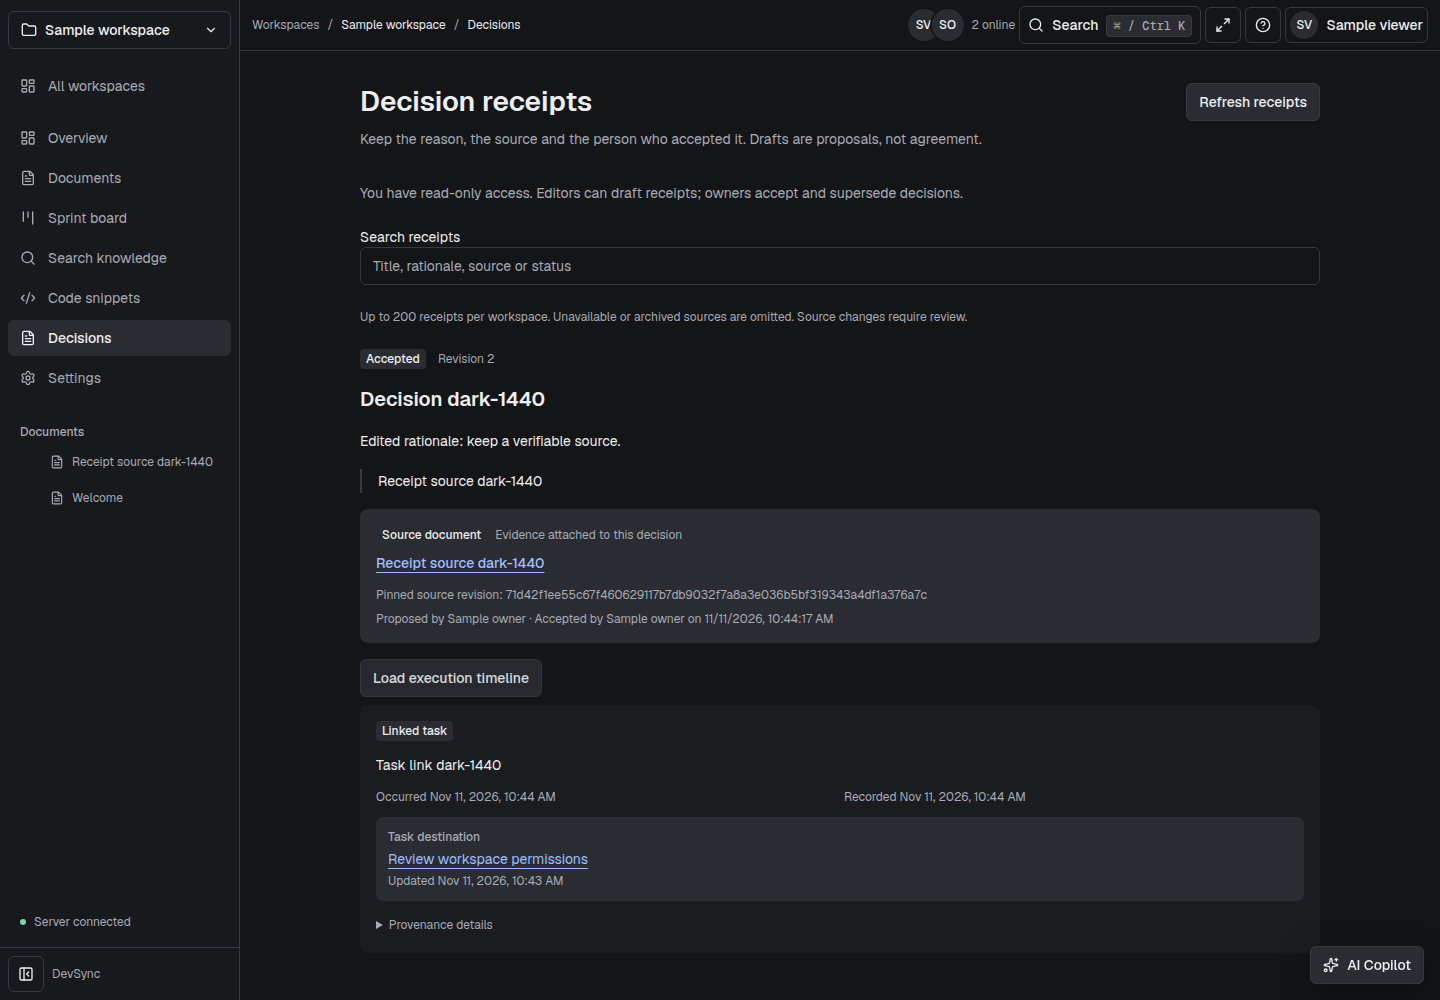 Sample workspace
All workspaces
Overview
Documents
Sprint board
Search knowledge
Code snippets
Decisions
Settings
Documents
Receipt source dark-1440
Welcome
Server connected
DevSync
Workspaces / Sample workspace / Decisions
SV SO 2 online Search ⌘ / Ctrl K SV Sample viewer
Decision receipts
Refresh receipts
Keep the reason, the source and the person who accepted it. Drafts are proposals, not agreement.
You have read-only access. Editors can draft receipts; owners accept and supersede decisions.
Search receipts
Title, rationale, source or status
Up to 200 receipts per workspace. Unavailable or archived sources are omitted. Source changes require review.
Accepted Revision 2
Decision dark-1440
Edited rationale: keep a verifiable source.
Receipt source dark-1440
Source document Evidence attached to this decision
Receipt source dark-1440
Pinned source revision: 71d42f1ee55c67f460629117b7db9032f7a8a3e036b5bf319343a4df1a376a7c
Proposed by Sample owner · Accepted by Sample owner on 11/11/2026, 10:44:17 AM
Load execution timeline
Linked task
Task link dark-1440
Occurred Nov 11, 2026, 10:44 AM Recorded Nov 11, 2026, 10:44 AM
Task destination
Review workspace permissions
Updated Nov 11, 2026, 10:43 AM
Provenance details
AI Copilot